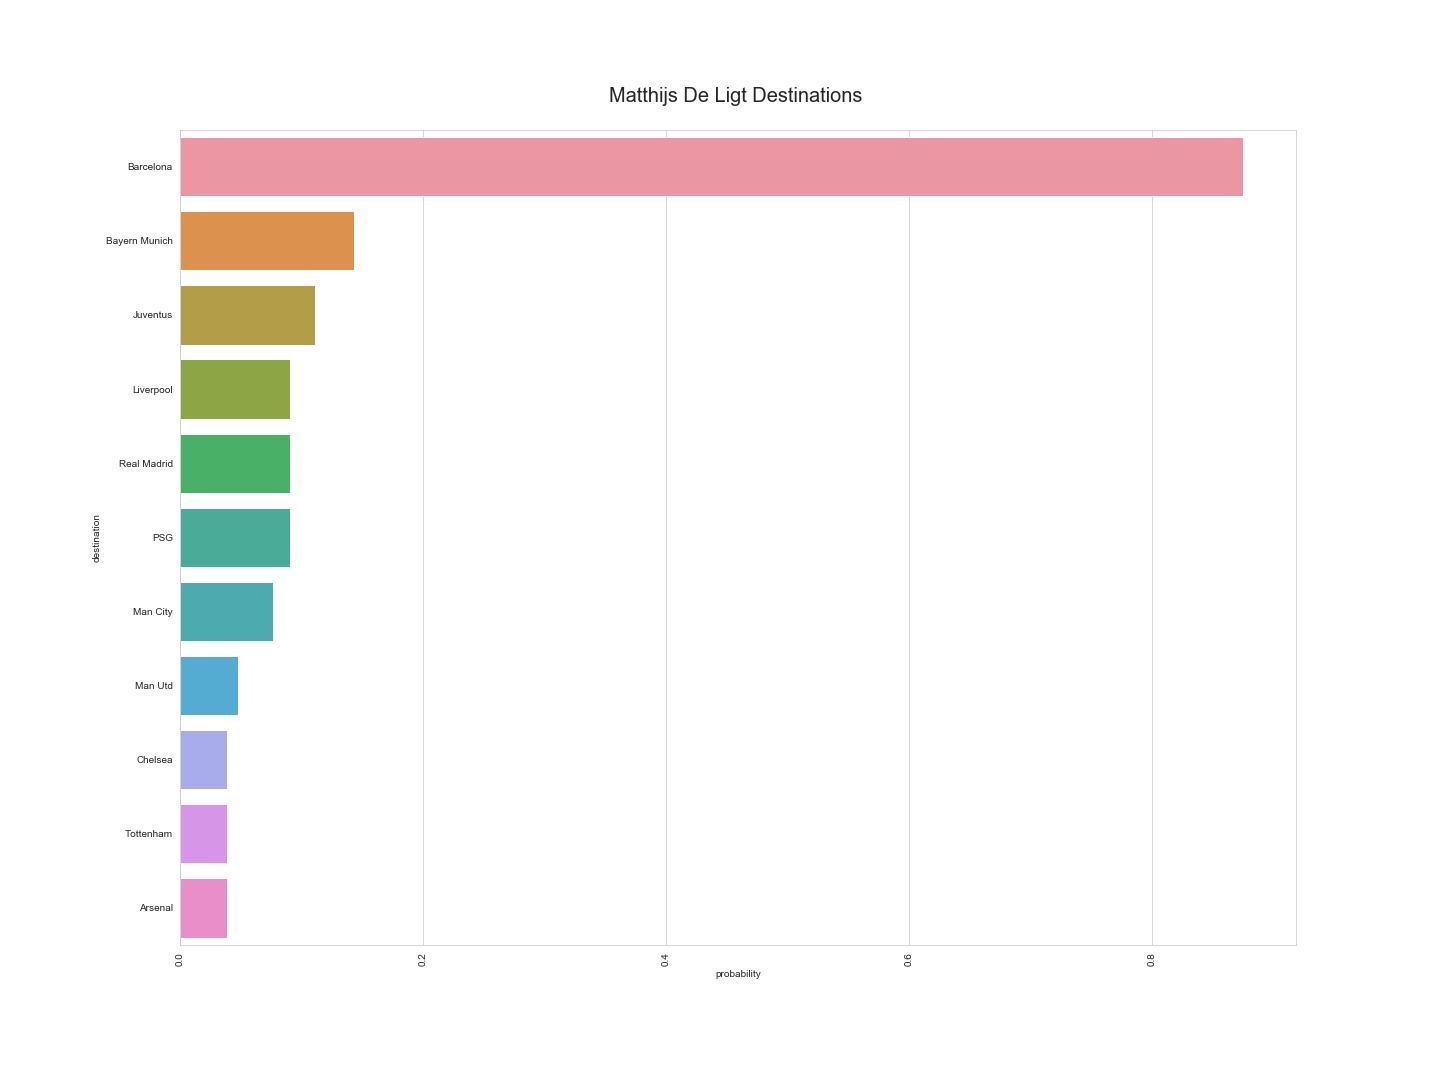 Matthijs De Ligt Destinations
destination
Barcelona
Bayern Munich
Juventus
Liverpool
Real Madrid
PSG
Man City
Man Utd
Chelsea
Tottenham
Arsenal
0.0
0.2
0.4
0.6
0.8
probability